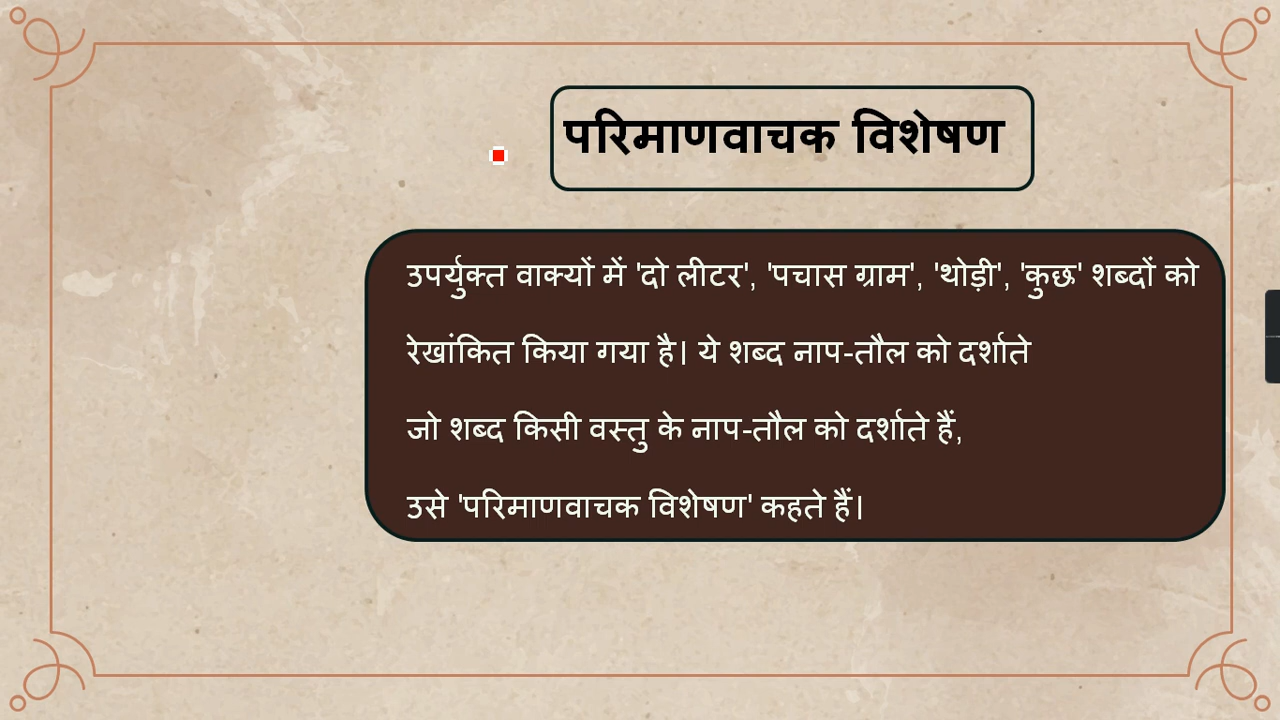 परिमाणवाचक विशेषण
उपर्युक्त वाक्यों में 'दो लीटर', 'पचास ग्राम', 'थोड़ी', 'कुछ' शब्दों को
रेखांकित किया गया है। ये शब्द नाप-तौल को दर्शाते
जो शब्द किसी वस्तु के नाप-तौल को दर्शाते हैं,
उसे 'परिमाणवाचक विशेषण' कहते हैं।